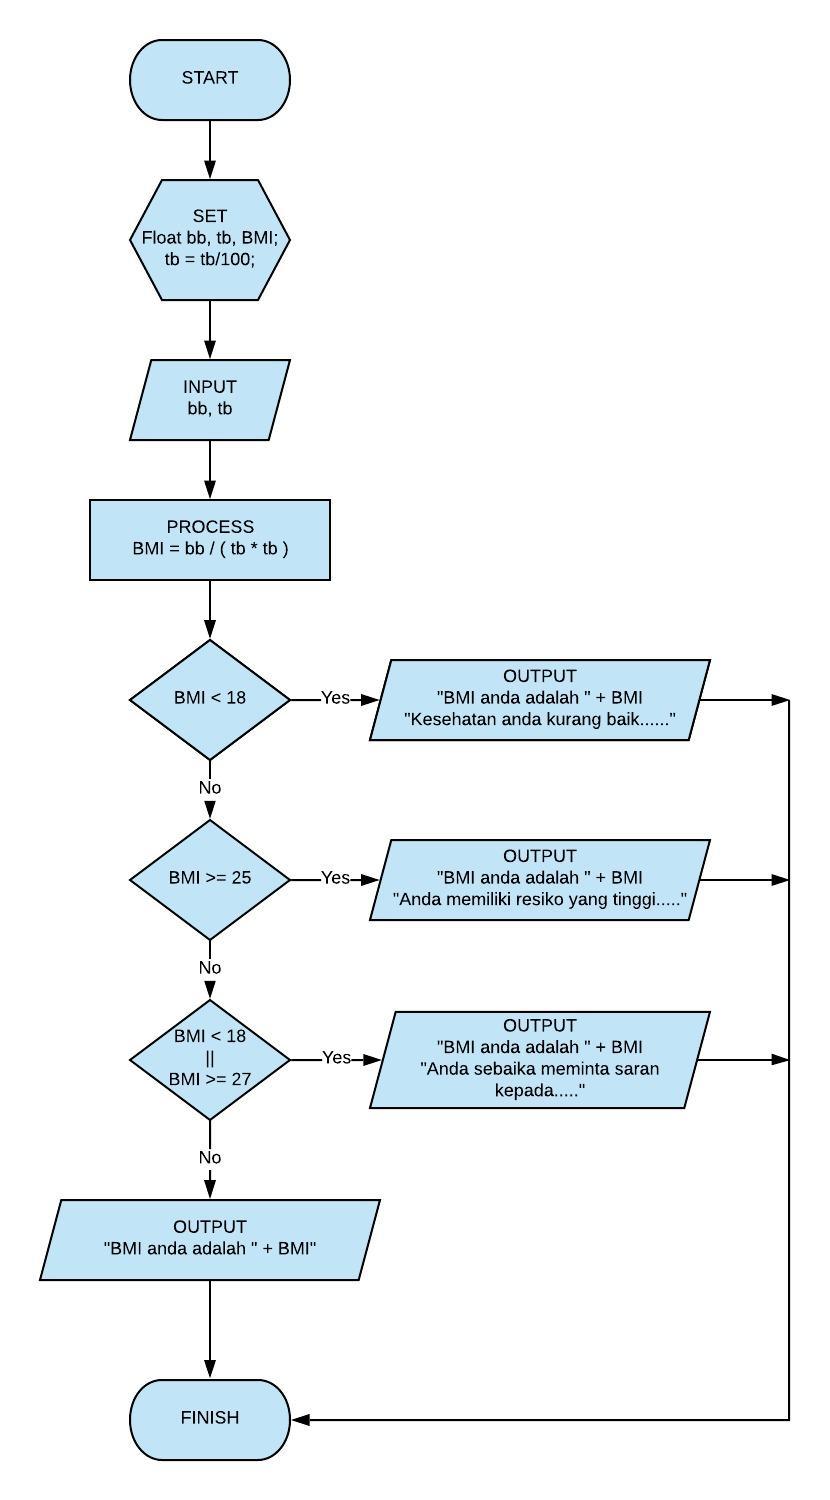 START
SET
Float bb, tb, BMI;
tb = tb/100;
INPUT
bb, tb
PROCESS
BMI = bb / ( tb * tb )
BMI < 18
Yes
OUTPUT
"BMI anda adalah " + BMI
"Kesehatan anda kurang baik......"
No
BMI >= 25
Yes
OUTPUT
"BMI anda adalah " + BMI
"Anda memiliki resiko yang tinggi....."
No
BMI < 18
||
BMI >= 27
Yes
OUTPUT
"BMI anda adalah " + BMI
"Anda sebaika meminta saran
kepada....."
No
OUTPUT
"BMI anda adalah " + BMI"
FINISH